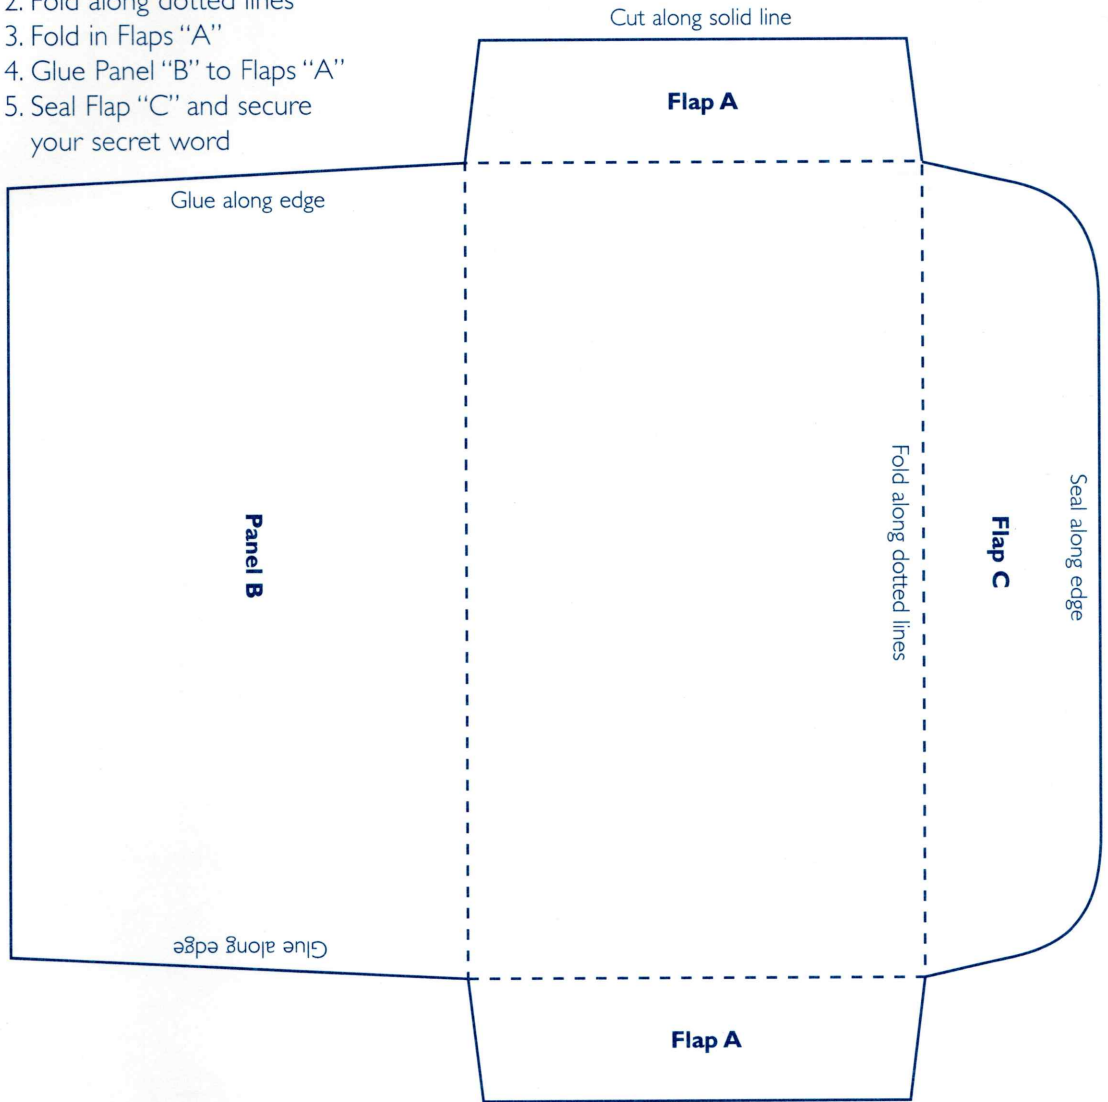 2. Fold along dotted lines
3. Fold in Flaps “A”
4. Glue Panel “B” to Flaps “A”
5. Seal Flap “C” and secure
your secret word
Cut along solid line
Flap A
Glue along edge
Panel B
Fold along dotted lines
Flap C
Seal along edge
Glue along edge
Flap A